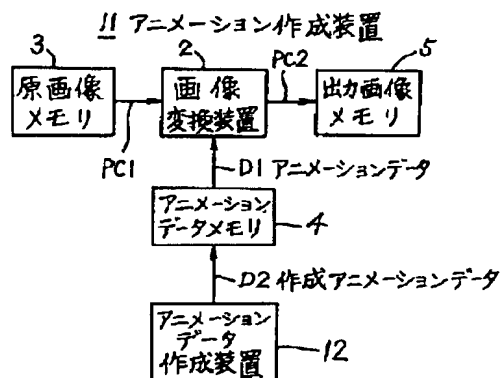 11 アニメーション作成装置
3
2
PC2
5
原画像
メモリ
画像
変換装置
出力画像
メモリ
PC1
D1 アニメーションデータ
アニメーション
データメモリ
4
D2 作成アニメーションデータ
アニメーション
データ
作成装置
12